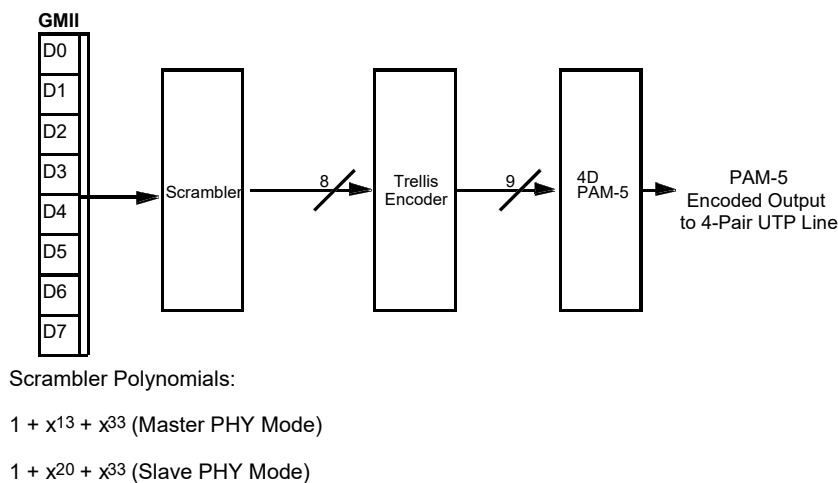 GMII
D0
D1
D2
D3
D4
D5
D6
D7
Scrambler
8
Trellis
Encoder
9
4D
PAM-5
PAM-5
Encoded Output
to 4-Pair UTP Line
Scrambler Polynomials:
1 + x¹³ + x³³ (Master PHY Mode)
1 + x²⁰ + x³³ (Slave PHY Mode)